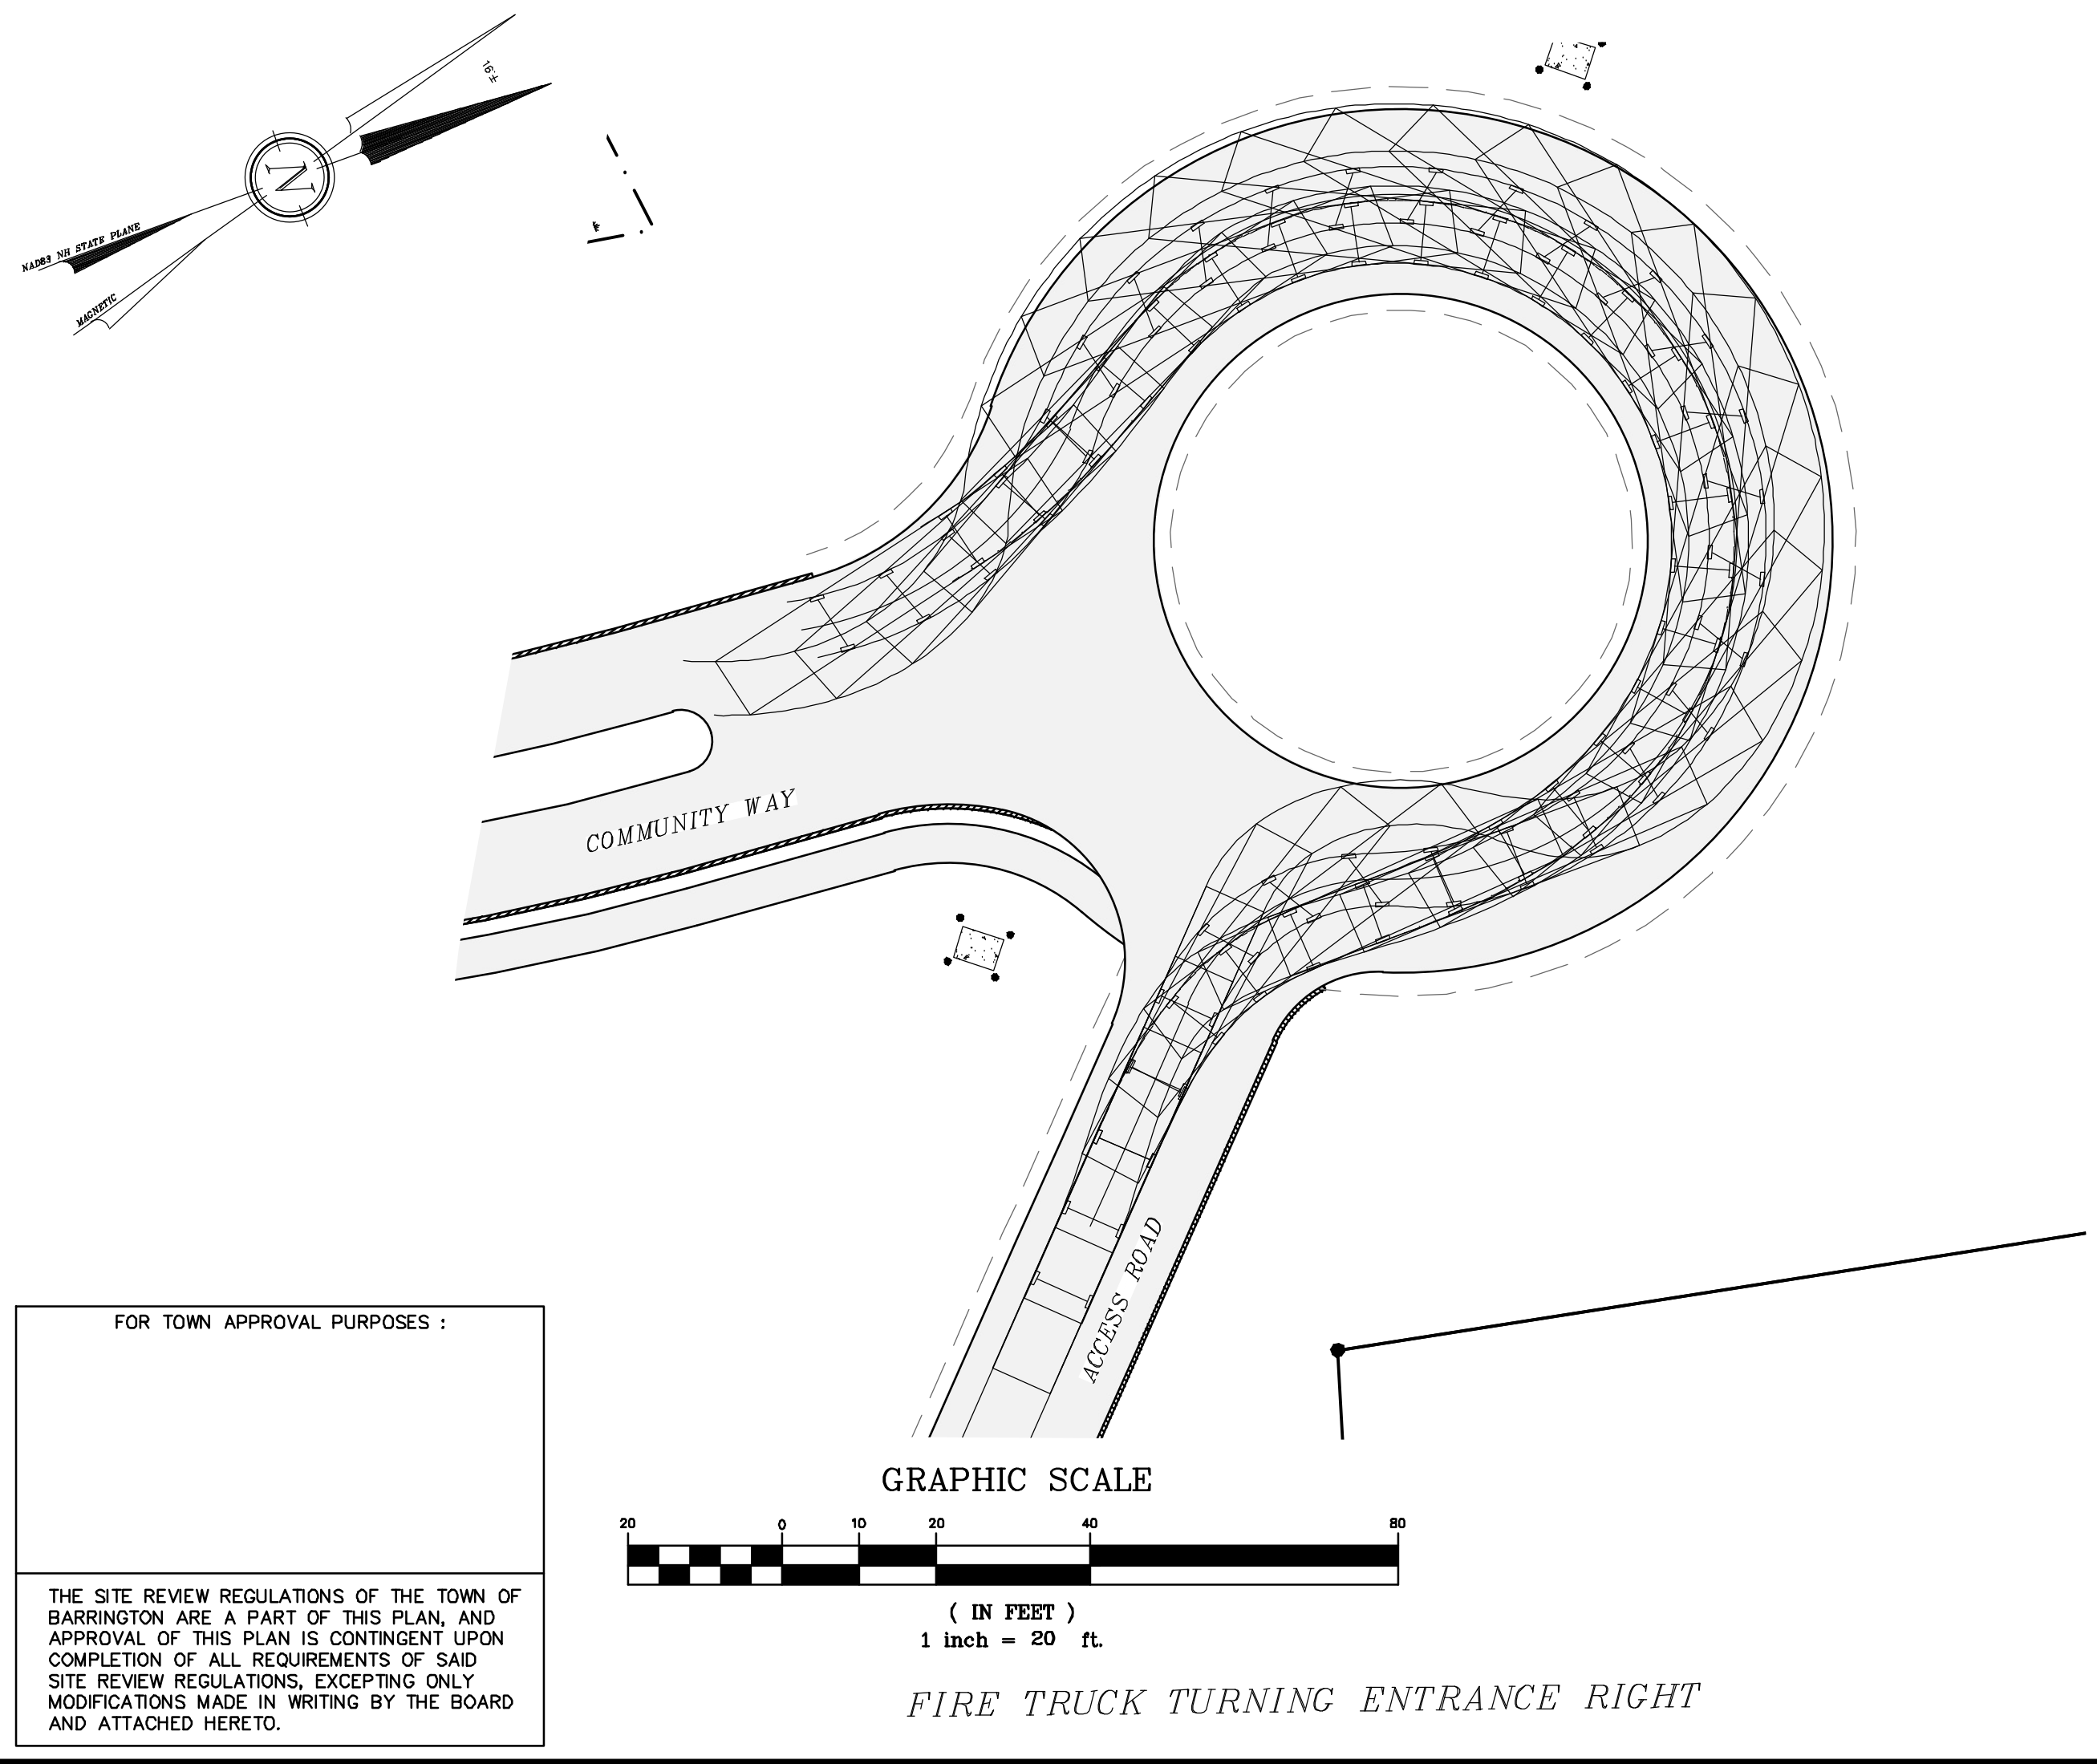 16°±
N
NAD83 NH STATE PLANE
MAGNETIC
COMMUNITY WAY
ACCESS ROAD
FOR TOWN APPROVAL PURPOSES :
THE SITE REVIEW REGULATIONS OF THE TOWN OF
BARRINGTON ARE A PART OF THIS PLAN, AND
APPROVAL OF THIS PLAN IS CONTINGENT UPON
COMPLETION OF ALL REQUIREMENTS OF SAID
SITE REVIEW REGULATIONS, EXCEPTING ONLY
MODIFICATIONS MADE IN WRITING BY THE BOARD
AND ATTACHED HERETO.
GRAPHIC SCALE
20 0 10 20 40 80
( IN FEET )
1 inch = 20 ft.
FIRE TRUCK TURNING ENTRANCE RIGHT